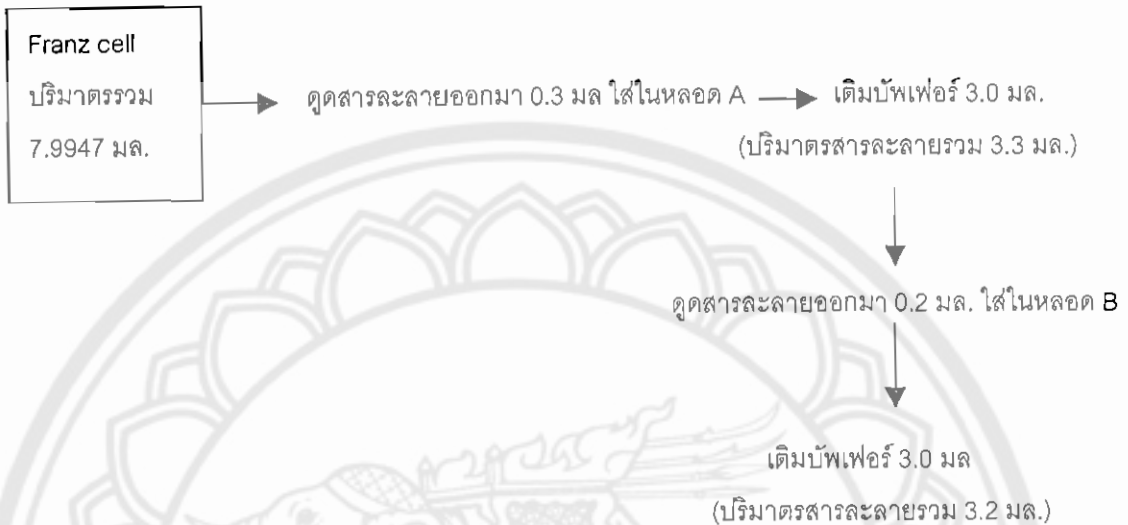 Franz cell
ปริมาตรรวม
7.9947 มล.
ดูดสารละลายออกมา 0.3 มล ใส่ในหลอด A
เติมบัพเฟอร์ 3.0 มล.
(ปริมาตรสารละลายรวม 3.3 มล.)
ดูดสารละลายออกมา 0.2 มล. ใส่ในหลอด B
เติมบัพเฟอร์ 3.0 มล
(ปริมาตรสารละลายรวม 3.2 มล.)